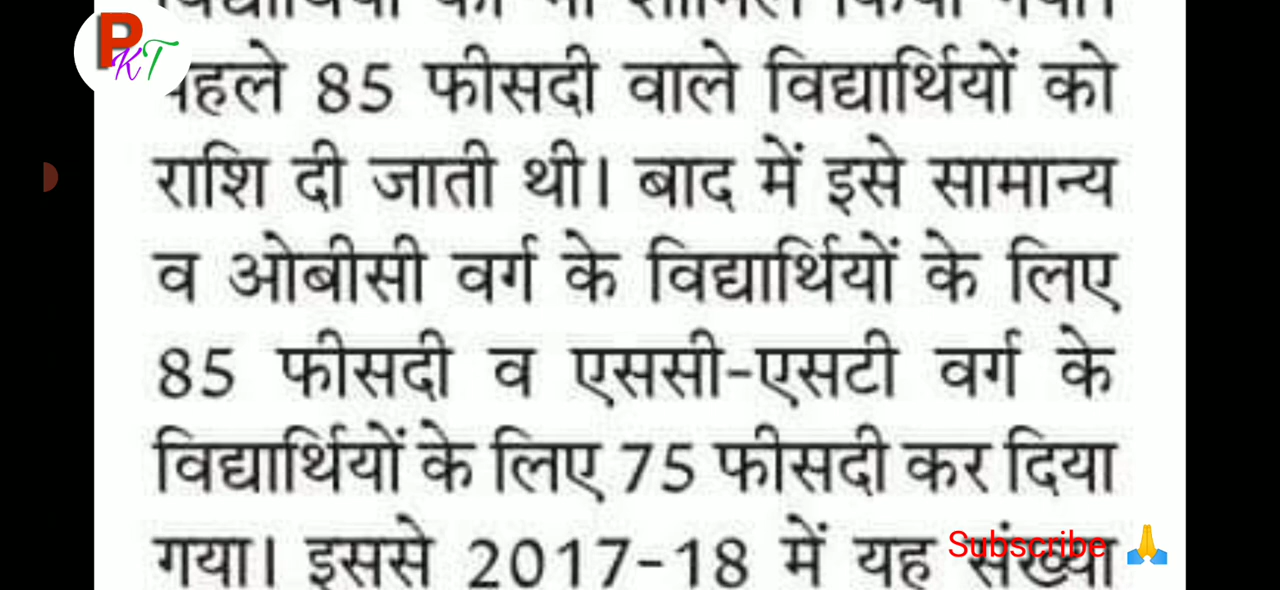 PKT
पहले 85 फीसदी वाले विद्यार्थियों को
राशि दी जाती थी। बाद में इसे सामान्य
व ओबीसी वर्ग के विद्यार्थियों के लिए
85 फीसदी व एससी-एसटी वर्ग के
विद्यार्थियों के लिए 75 फीसदी कर दिया
गया। इससे 2017-18 में यह संख्या
Subscribe 🙏